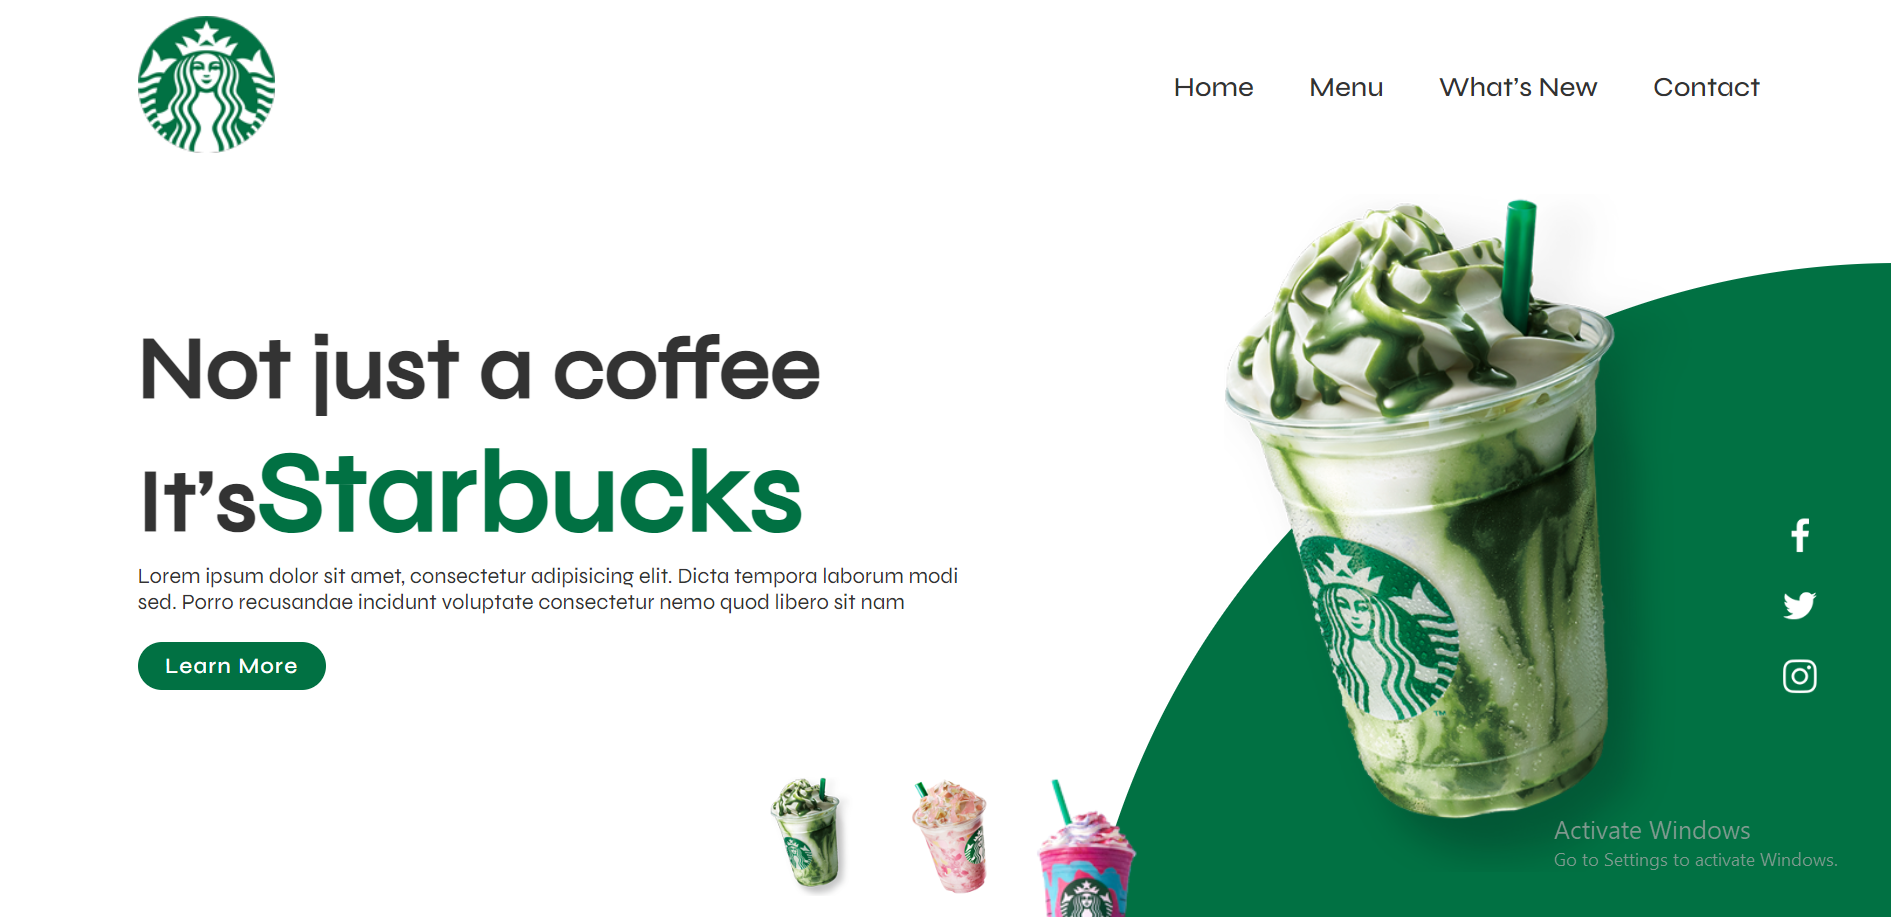 Home Menu What's New Contact
Not just a coffee
It's Starbucks
Lorem ipsum dolor sit amet, consectetur adipisicing elit. Dicta tempora laborum modi
sed. Porro recusandae incidunt voluptate consectetur nemo quod libero sit nam
Learn More
TM
Activate Windows
Go to Settings to activate Windows.